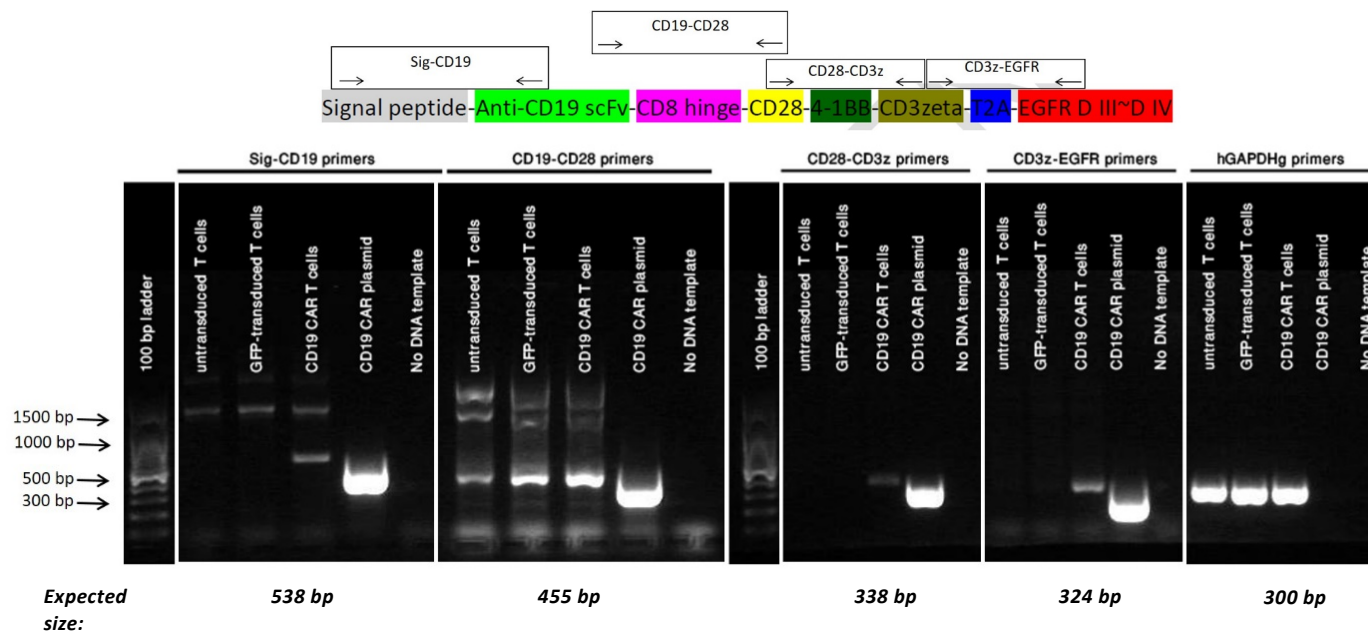 CD19-CD28
Sig-CD19
CD28-CD3z
CD3z-EGFR
Signal peptide-Anti-CD19 scFv-CD8 hinge-CD28-4-1BB-CD3zeta-T2A-EGFR D III~D IV
Sig-CD19 primers
CD19-CD28 primers
CD28-CD3z primers
CD3z-EGFR primers
hGAPDHg primers
100 bp ladder
untransduced T cells
GFP-transduced T cells
CD19 CAR T cells
CD19 CAR plasmid
No DNA template
untransduced T cells
GFP-transduced T cells
CD19 CAR T cells
CD19 CAR plasmid
No DNA template
100 bp ladder
untransduced T cells
GFP-transduced T cells
CD19 CAR T cells
CD19 CAR plasmid
No DNA template
untransduced T cells
GFP-transduced T cells
CD19 CAR T cells
CD19 CAR plasmid
No DNA template
untransduced T cells
GFP-transduced T cells
CD19 CAR T cells
CD19 CAR plasmid
No DNA template
1500 bp
1000 bp
500 bp
300 bp
Expected
size:
538 bp
455 bp
338 bp
324 bp
300 bp